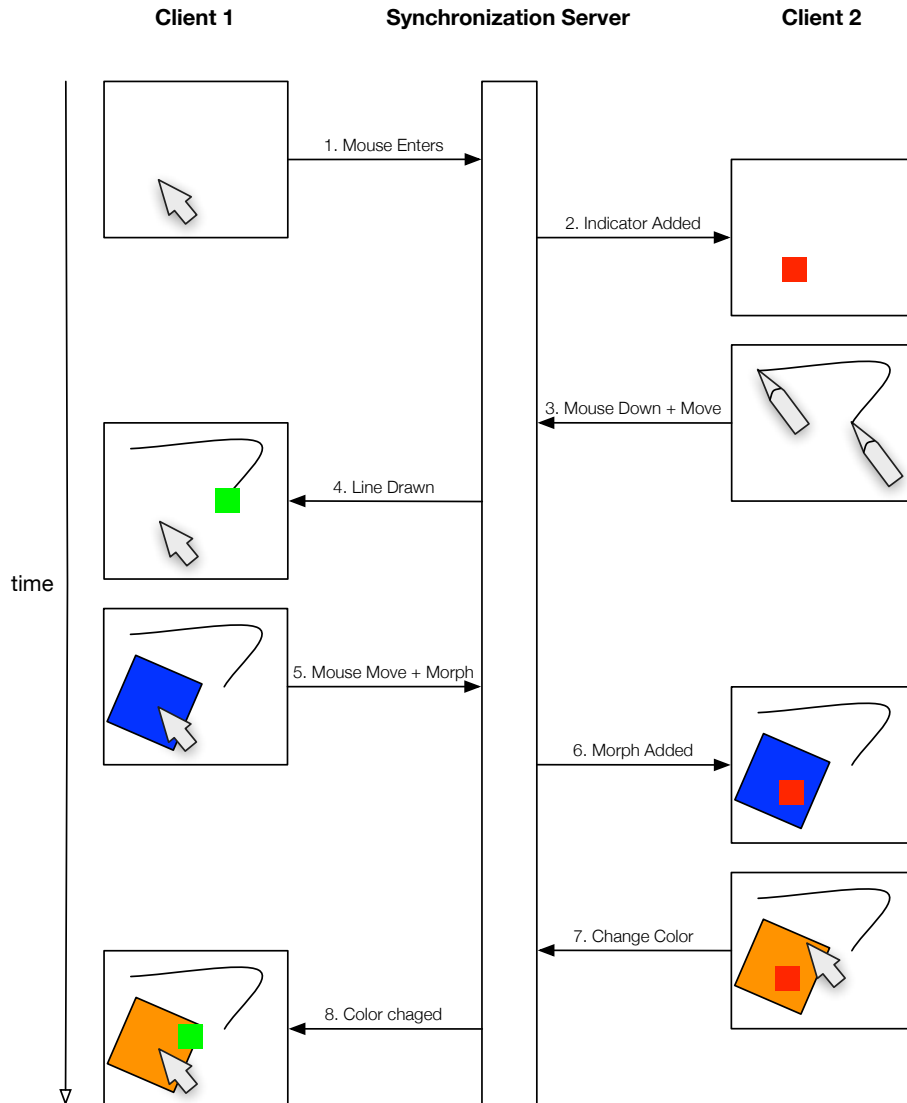 Client 1
Synchronization Server
Client 2
1. Mouse Enters
2. Indicator Added
3. Mouse Down + Move
4. Line Drawn
time
5. Mouse Move + Morph
6. Morph Added
7. Change Color
8. Color chaged